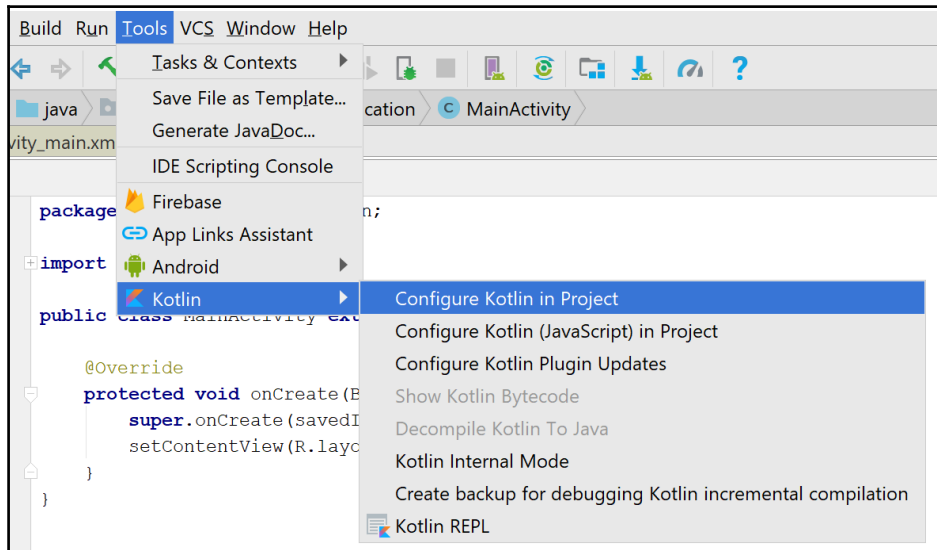 Build Run Tools VCS Window Help
Tasks & Contexts
java
Save File as Template...
cation
C MainActivity
Generate JavaDoc...
vity_main.xm
IDE Scripting Console
Firebase
package n;
App Links Assistant
import
Android
Kotlin
Configure Kotlin in Project
public class MainActivity ext
Configure Kotlin (JavaScript) in Project
@Override
Configure Kotlin Plugin Updates
protected void onCreate(B
Show Kotlin Bytecode
super.onCreate(savedI
Decompile Kotlin To Java
setContentView(R.layo
Kotlin Internal Mode
}
Create backup for debugging Kotlin incremental compilation
}
Kotlin REPL